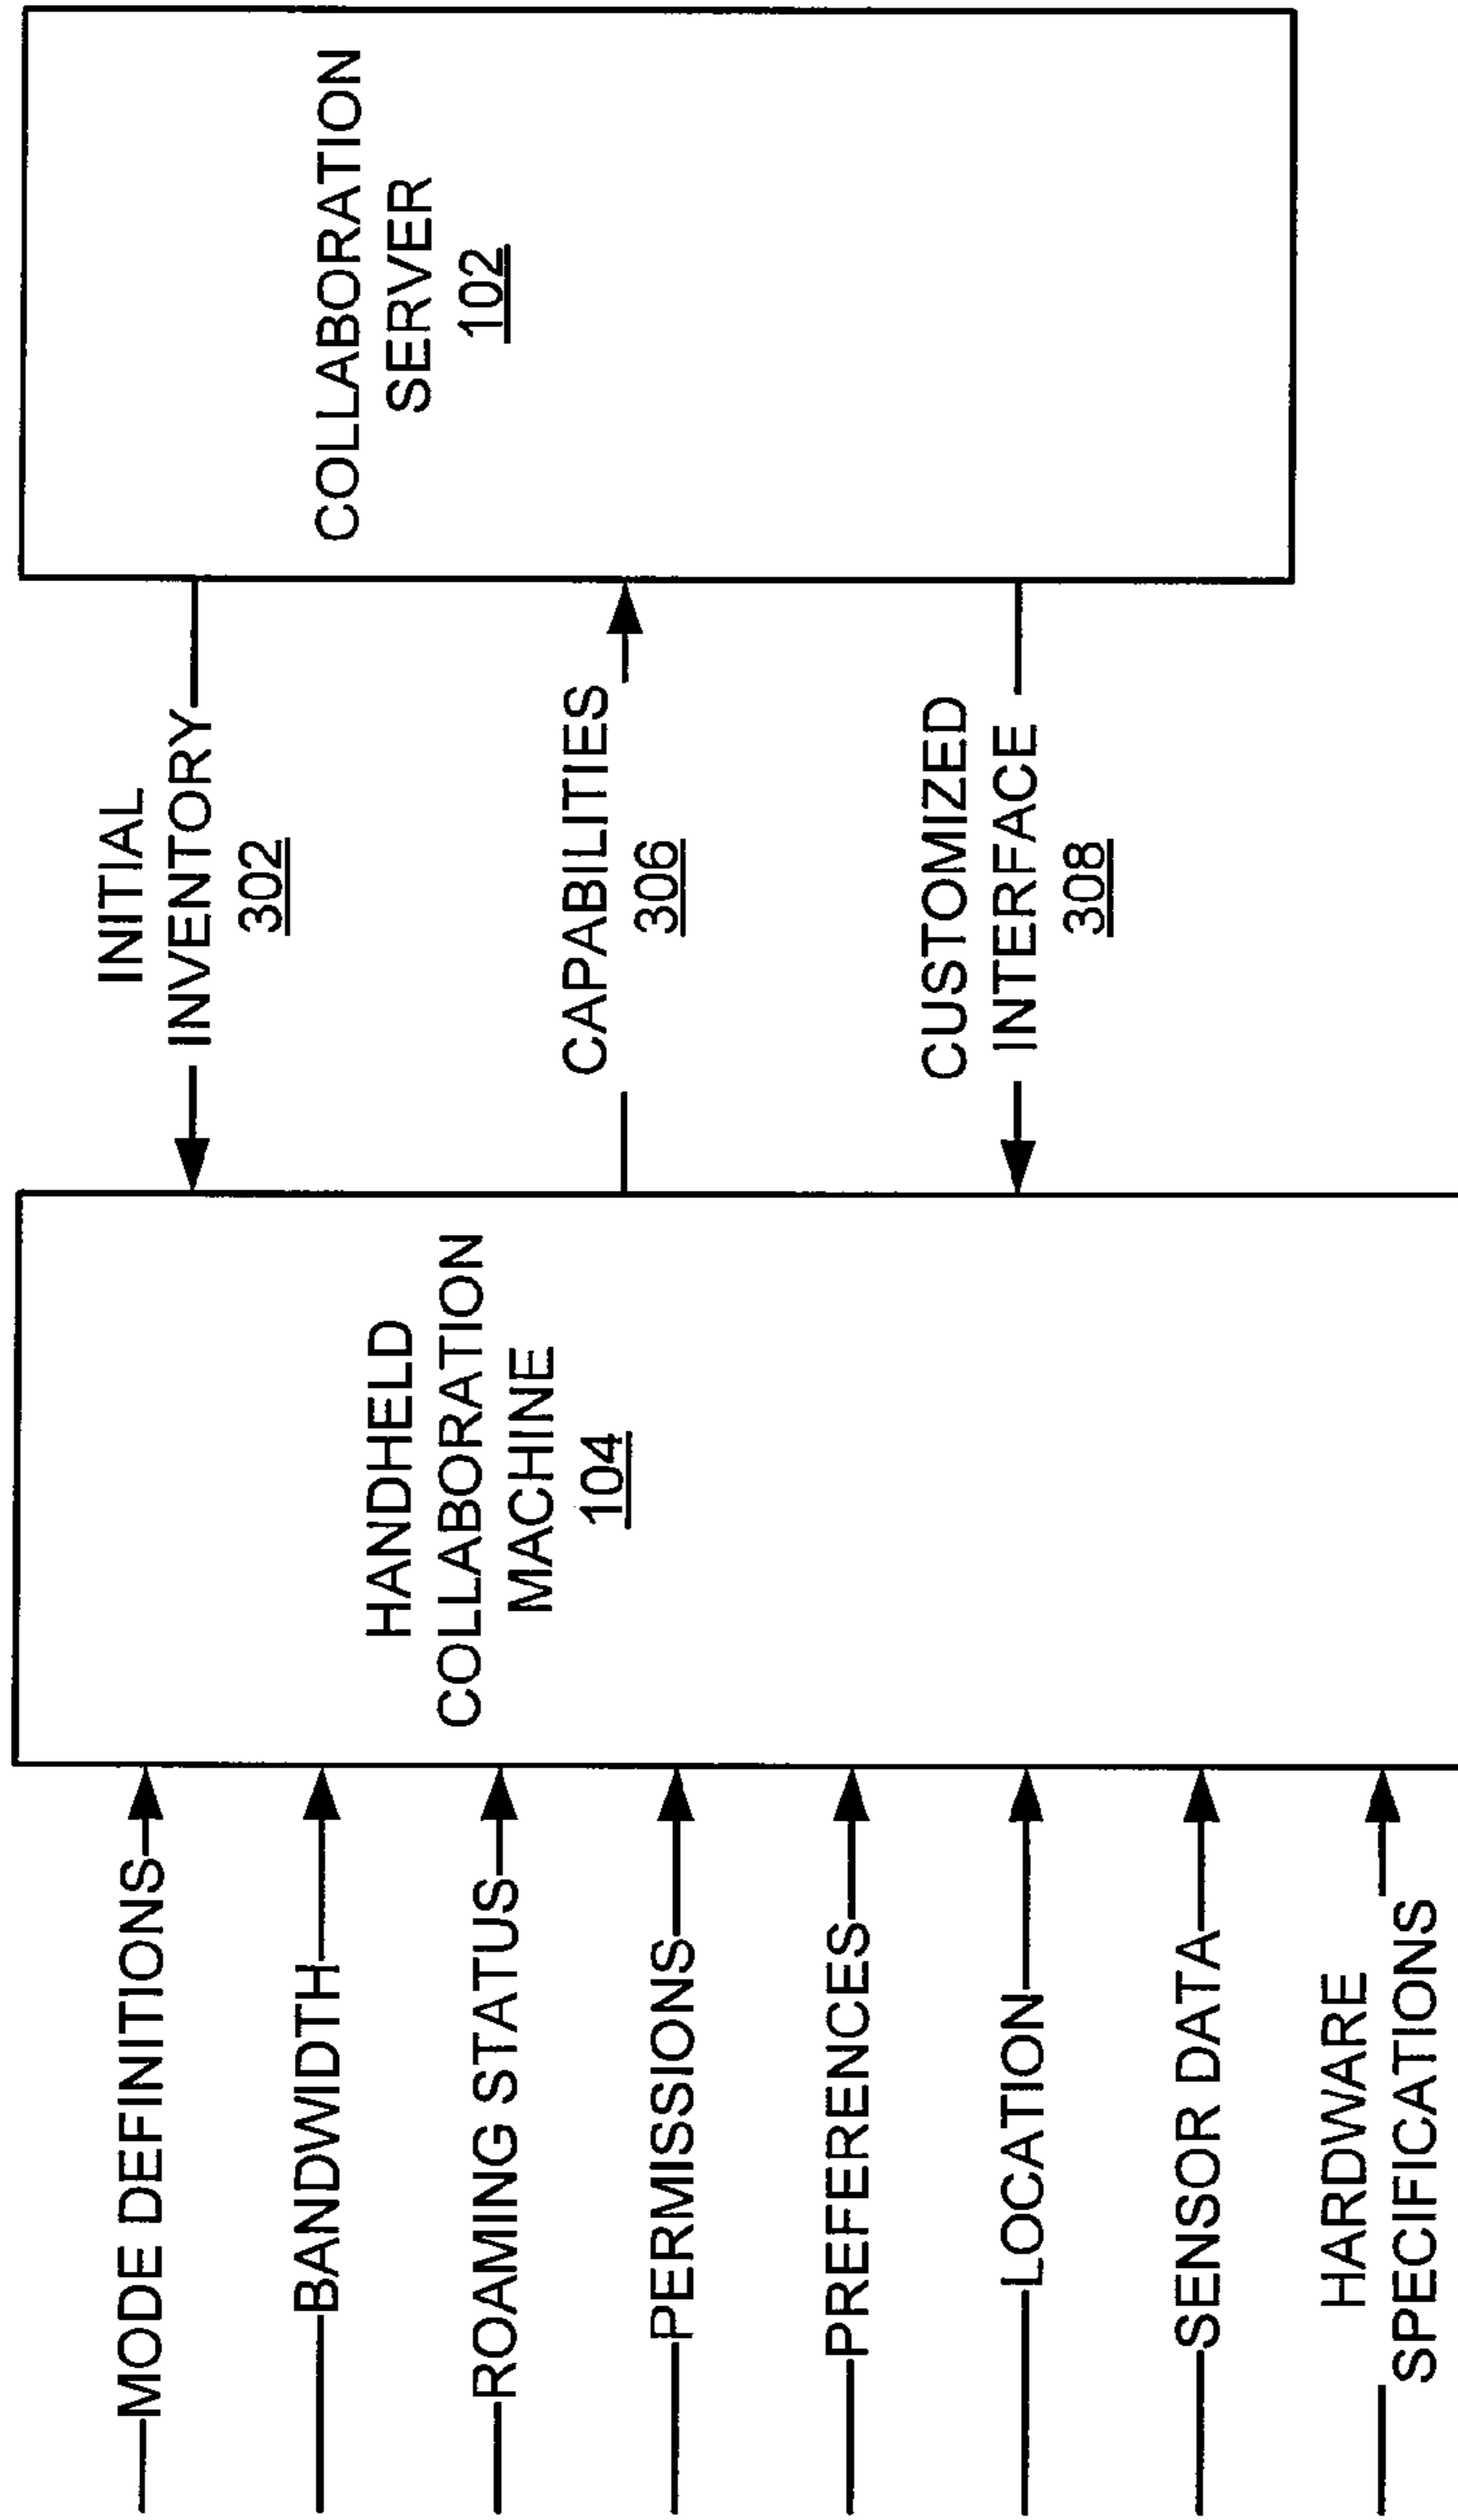 MODE DEFINITIONS
BANDWIDTH
ROAMING STATUS
PERMISSIONS
PREFERENCES
LOCATION
SENSOR DATA
HARDWARE
SPECIFICATIONS
HANDHELD
COLLABORATION
MACHINE
104
INITIAL
INVENTORY
302
CAPABILITIES
306
CUSTOMIZED
INTERFACE
308
COLLABORATION
SERVER
102